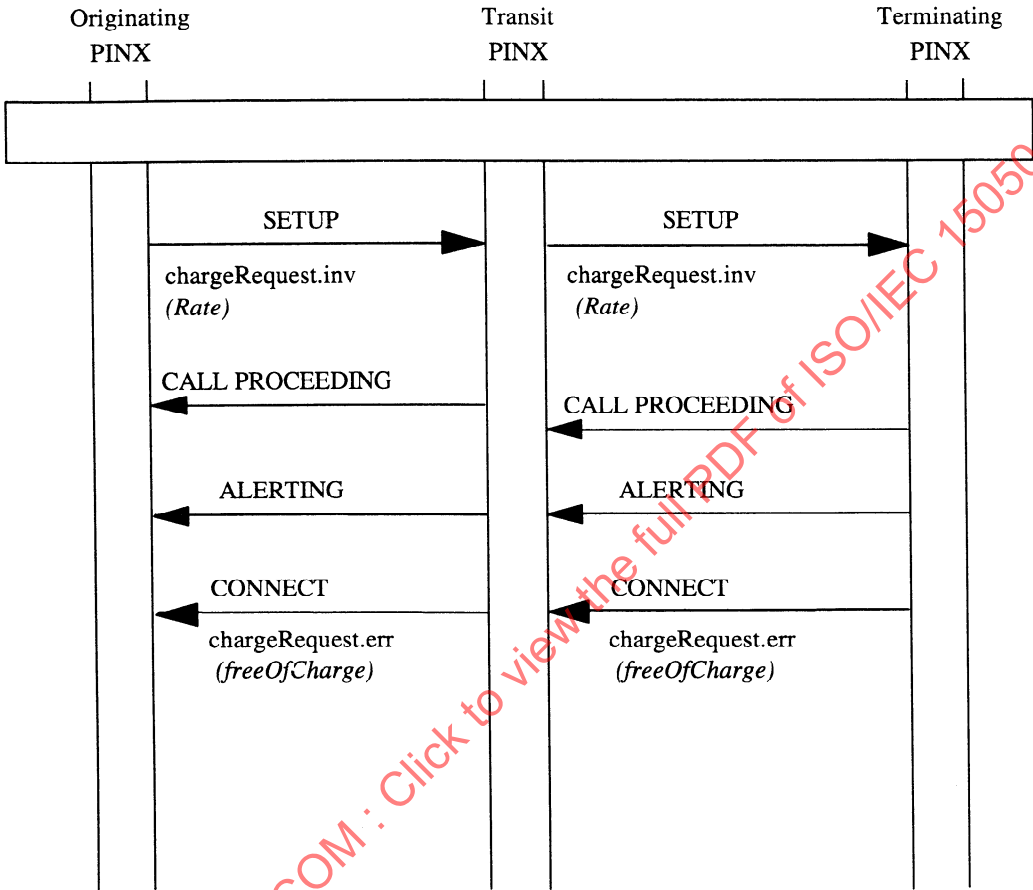 Originating Transit Terminating
PINX PINX PINX
SETUP SETUP
chargeRequest.inv chargeRequest.inv
(Rate) (Rate)
CALL PROCEEDING
CALL PROCEEDING
ALERTING ALERTING
CONNECT CONNECT
chargeRequest.err chargeRequest.err
(freeOfCharge) (freeOfCharge)
COM : Click to view the full PDF of ISO/IEC 15050